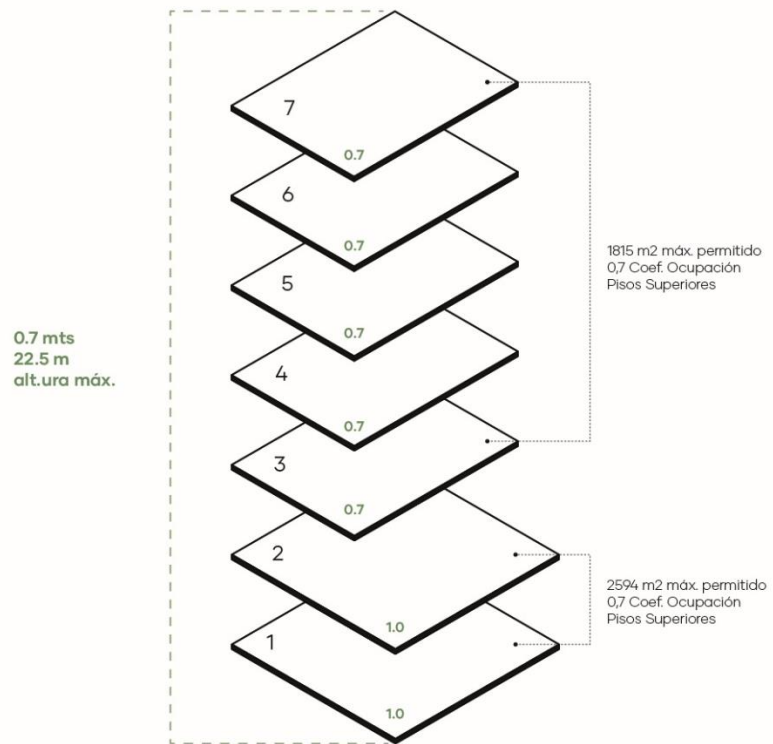 7
0.7
6
0.7
5
0.7
4
0.7
3
0.7
2
1.0
1
1.0
0.7 mts
22.5 m
alt.ura máx.
1815 m2 máx. permitido
0,7 Coef. Ocupación
Pisos Superiores
2594 m2 máx. permitido
0,7 Coef. Ocupación
Pisos Superiores